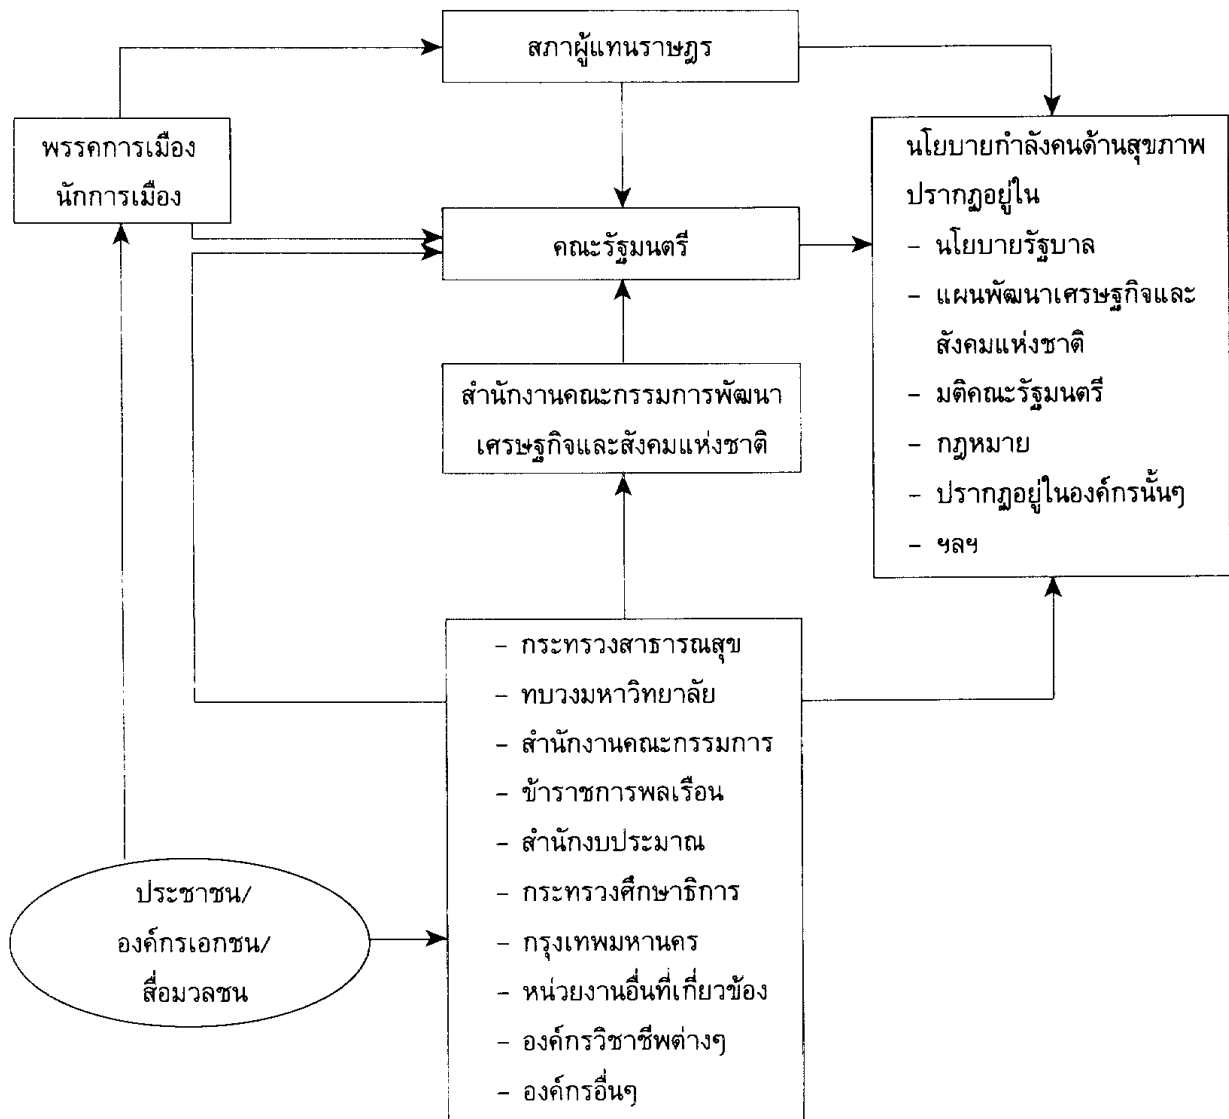 สภาผู้แทนราษฎร
พรรคการเมือง
นักการเมือง
คณะรัฐมนตรี
สำนักงานคณะกรรมการพัฒนา
เศรษฐกิจและสังคมแห่งชาติ
นโยบายกำลังคนด้านสุขภาพ
ปรากฏอยู่ใน
– นโยบายรัฐบาล
– แผนพัฒนาเศรษฐกิจและ
สังคมแห่งชาติ
– มติคณะรัฐมนตรี
– กฎหมาย
– ปรากฏอยู่ในองค์กรนั้นๆ
– ฯลฯ
– กระทรวงสาธารณสุข
– ทบวงมหาวิทยาลัย
– สำนักงานคณะกรรมการ
– ข้าราชการพลเรือน
– สำนักงบประมาณ
– กระทรวงศึกษาธิการ
– กรุงเทพมหานคร
– หน่วยงานอื่นที่เกี่ยวข้อง
– องค์กรวิชาชีพต่างๆ
– องค์กรอื่นๆ
ประชาชน/
องค์กรเอกชน/
สื่อมวลชน